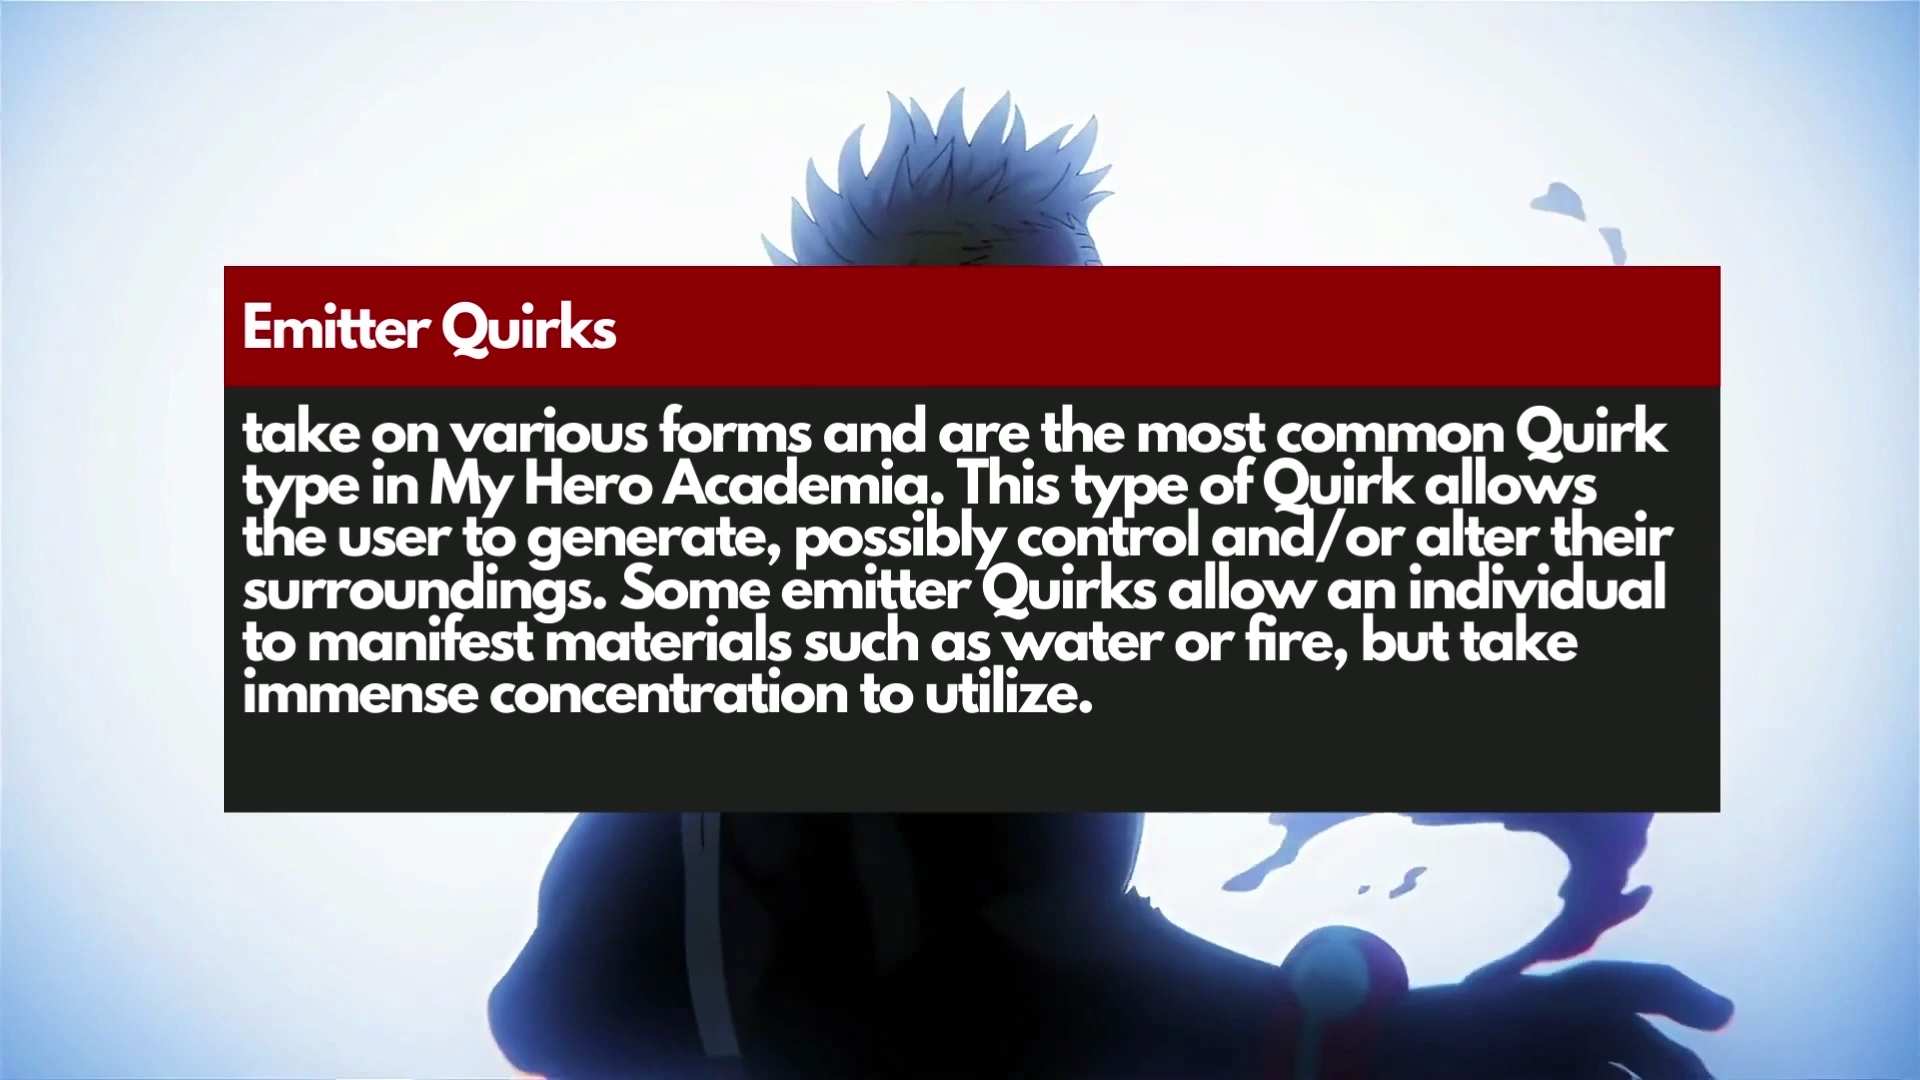 Emitter Quirks
take on various forms and are the most common Quirk
type in My Hero Academia. This type of Quirk allows
the user to generate, possibly control and/or alter their
surroundings. Some emitter Quirks allow an individual
to manifest materials such as water or fire, but take
immense concentration to utilize.